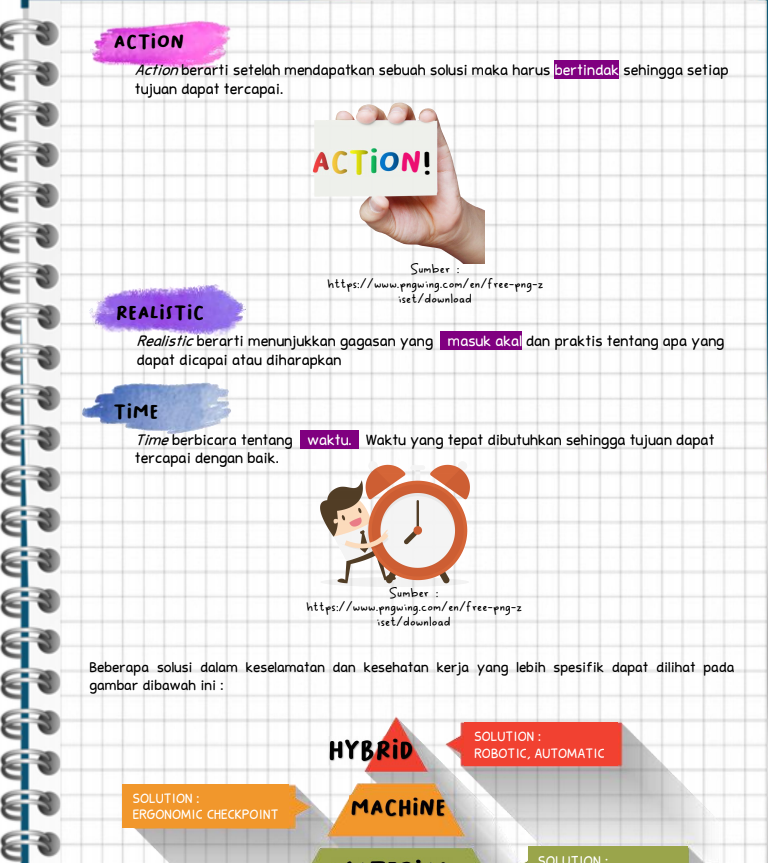 ACTiON
Action berarti setelah mendapatkan sebuah solusi maka harus bertindak sehingga setiap
tujuan dapat tercapai.
ACTiON!
Sumber :
https://www.pngwing.com/en/free-png-z
iset/download
REALiSTiC
Realistic berarti menunjukkan gagasan yang masuk akal dan praktis tentang apa yang
dapat dicapai atau diharapkan
TiME
Time berbicara tentang waktu. Waktu yang tepat dibutuhkan sehingga tujuan dapat
tercapai dengan baik.
Sumber :
https://www.pngwing.com/en/free-png-z
iset/download
Beberapa solusi dalam keselamatan dan kesehatan kerja yang lebih spesifik dapat dilihat pada
gambar dibawah ini :
HYBRiD
SOLUTION :
ROBOTIC, AUTOMATIC
SOLUTION :
ERGONOMIC CHECKPOINT
MACHiNE
SOLUTION :